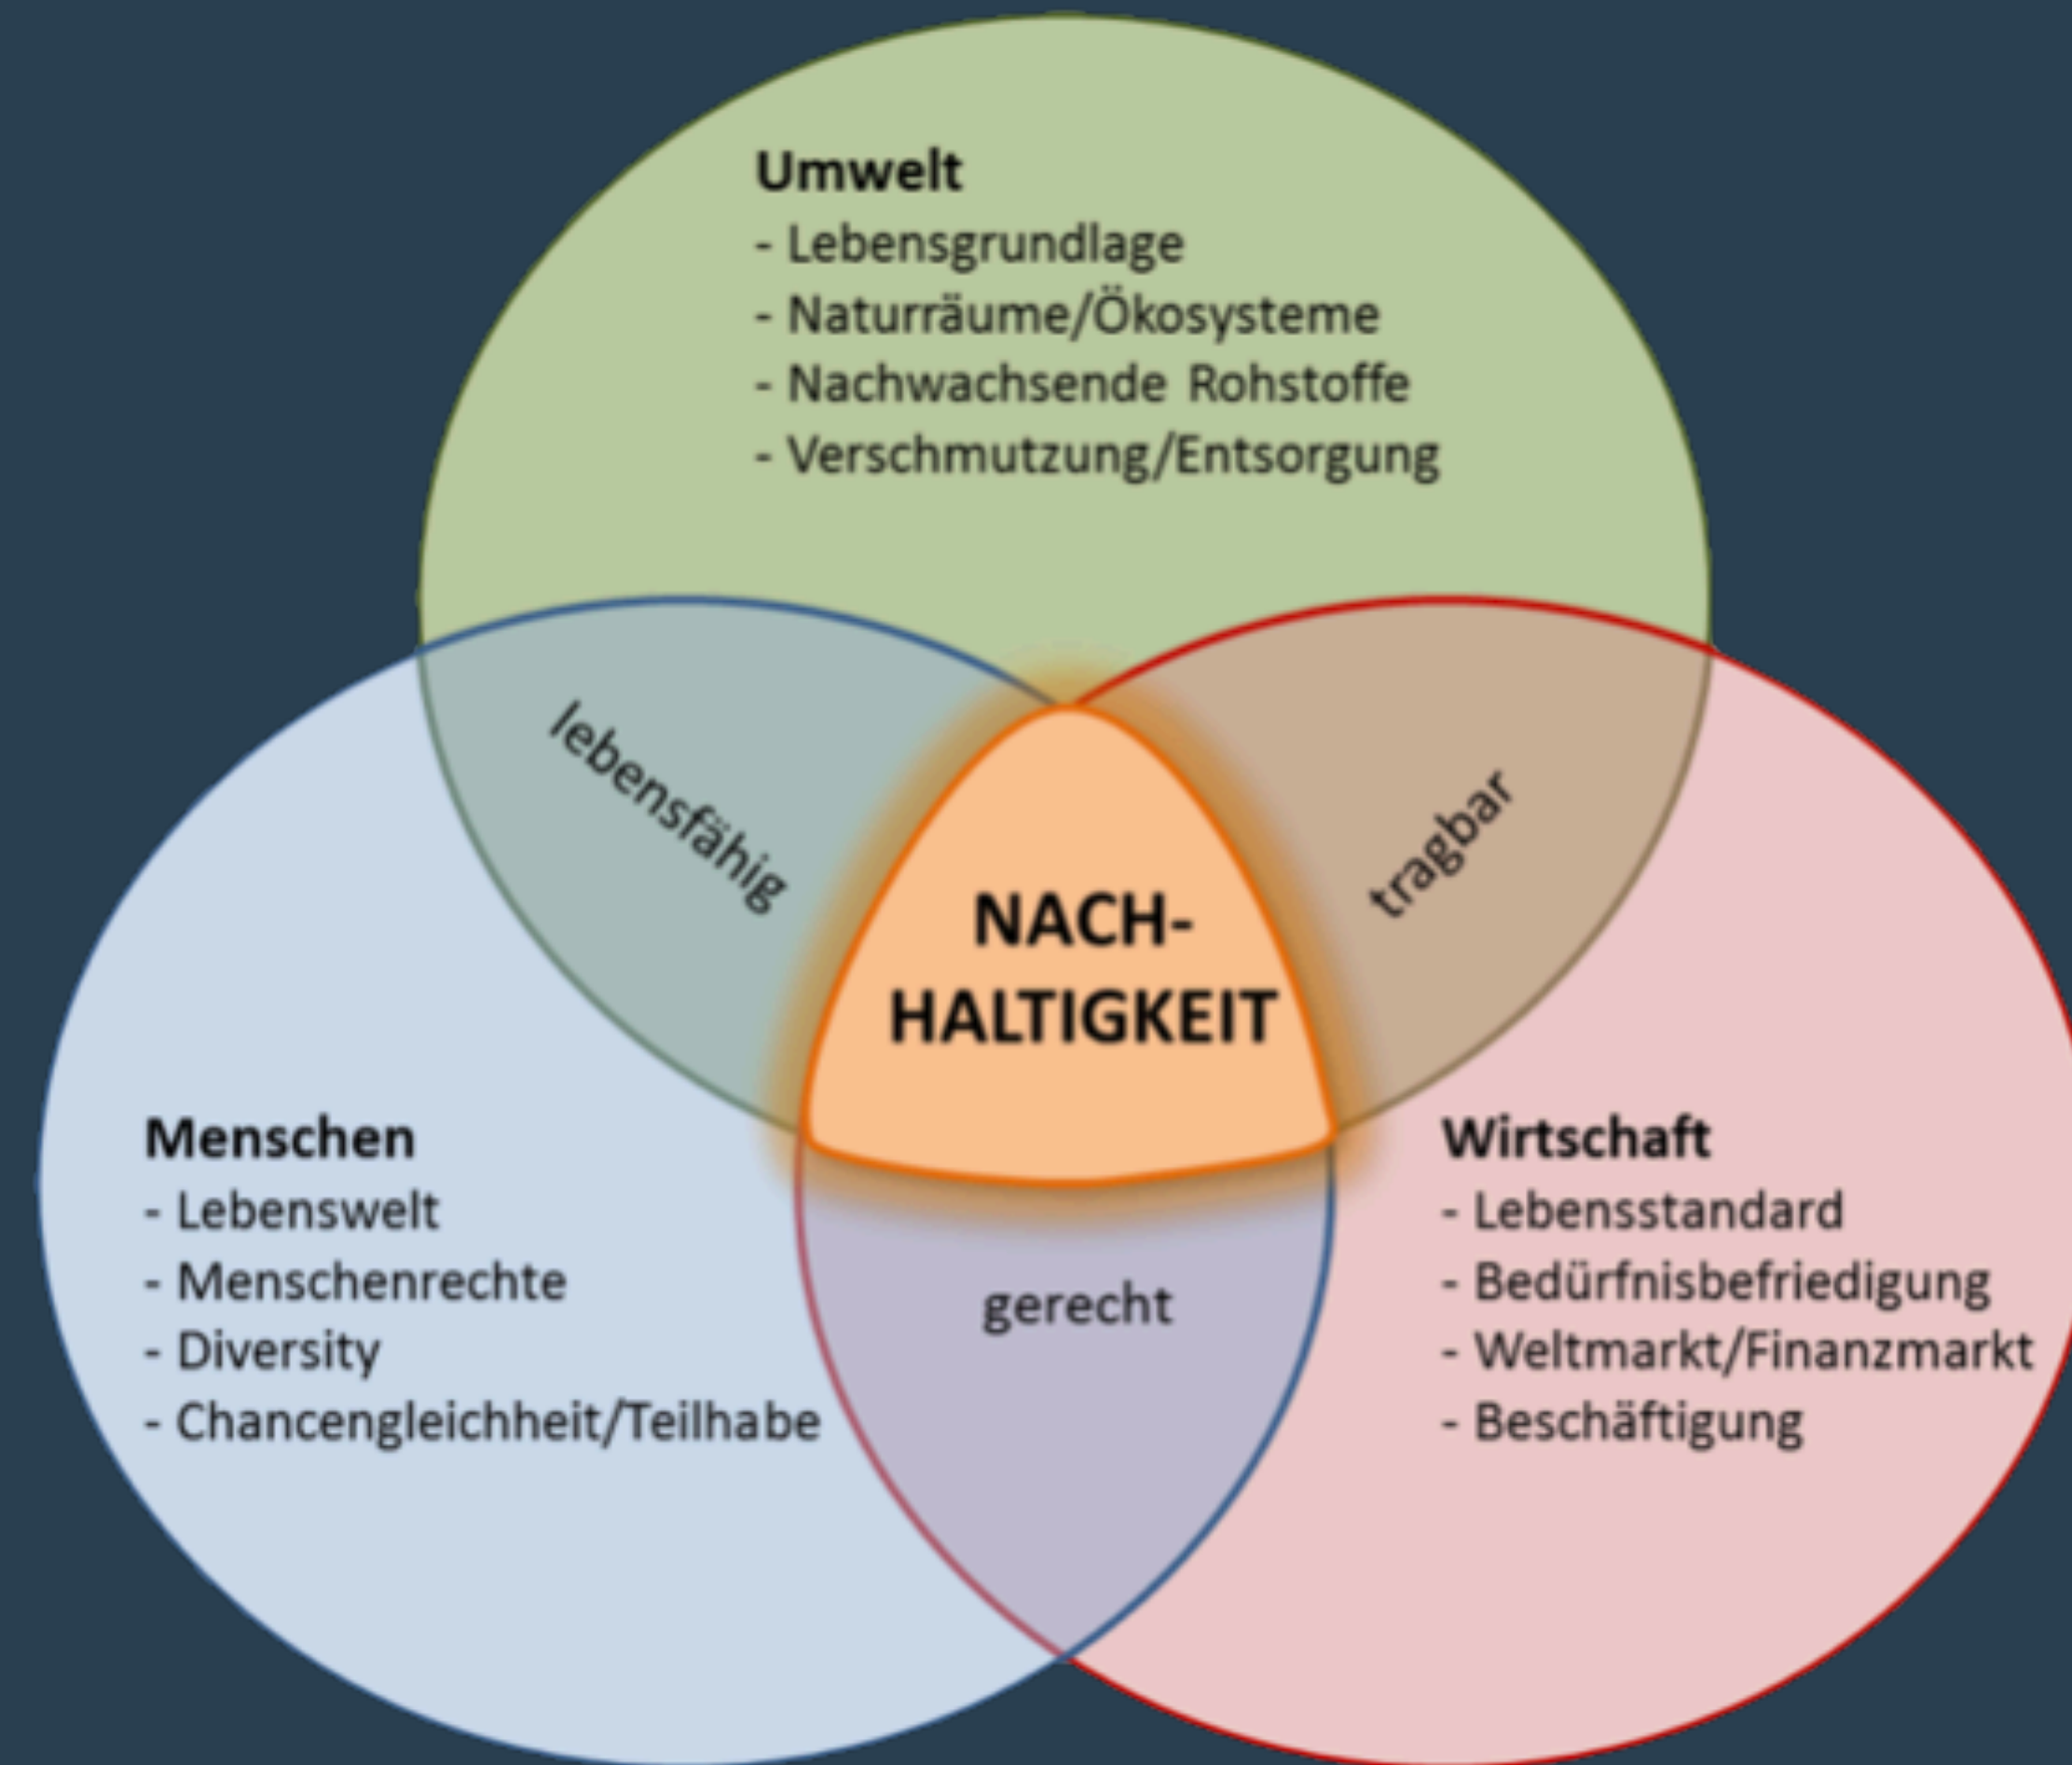 Umwelt
- Lebensgrundlage
- Naturräume/Ökosysteme
- Nachwachsende Rohstoffe
- Verschmutzung/Entsorgung
lebensfähig
tragbar
NACH-
HALTIGKEIT
Menschen
- Lebenswelt
- Menschenrechte
- Diversity
- Chancengleichheit/Teilhabe
gerecht
Wirtschaft
- Lebensstandard
- Bedürfnisbefriedigung
- Weltmarkt/Finanzmarkt
- Beschäftigung